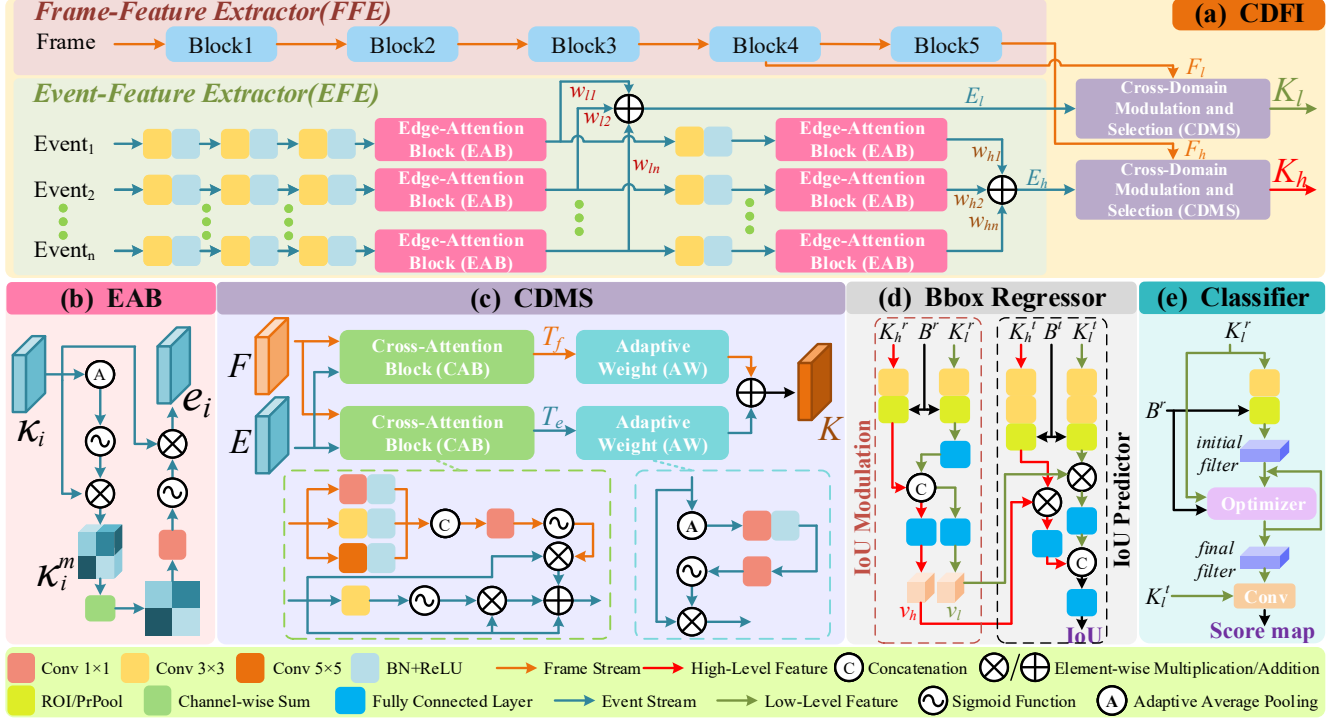 Frame-Feature Extractor(FFE)
(a) CDFI
Frame
Block1
Block2
Block3
Block4
Block5
F_l
Event-Feature Extractor(EFE)
w_l1
w_l2
w_ln
E_l
Cross-Domain
Modulation and
Selection (CDMS)
K_l
Event_1
Edge-Attention
Block (EAB)
Edge-Attention
Block (EAB)
w_h1
F_h
Event_2
Edge-Attention
Block (EAB)
Edge-Attention
Block (EAB)
w_h2
w_hn
E_h
Cross-Domain
Modulation and
Selection (CDMS)
K_h
Event_n
Edge-Attention
Block (EAB)
Edge-Attention
Block (EAB)
(b) EAB
κ_i
A
e_i
κ_i^m
(c) CDMS
F
E
Cross-Attention
Block (CAB)
T_f
Adaptive
Weight (AW)
Cross-Attention
Block (CAB)
T_e
Adaptive
Weight (AW)
K
C
A
(d) Bbox Regressor
K_h^r
B^r
K_l^r
K_h^t
B^t
K_l^t
IoU Modulation
C
v_h
v_l
IoU Predictor
C
IoU
(e) Classifier
K_l^r
B^r
initial
filter
Optimizer
final
filter
K_l^t
Conv
Score map
Conv 1×1
Conv 3×3
Conv 5×5
BN+ReLU
Frame Stream
High-Level Feature
C
Concatenation
/
Element-wise Multiplication/Addition
ROI/PrPool
Channel-wise Sum
Fully Connected Layer
Event Stream
Low-Level Feature
Sigmoid Function
A
Adaptive Average Pooling